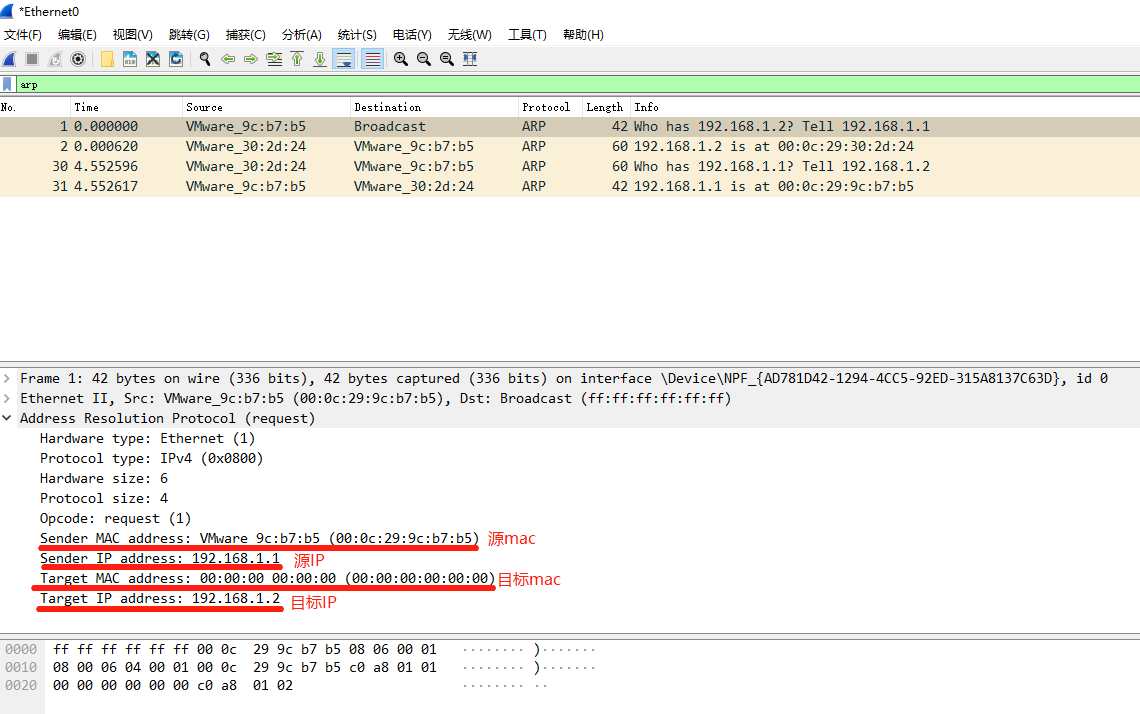 *Ethernet0
文件(F) 编辑(E) 视图(V) 跳转(G) 捕获(C) 分析(A) 统计(S) 电话(Y) 无线(W) 工具(T) 帮助(H)
arp
No. Time Source Destination Protocol Length Info
1 0.000000 VMware_9c:b7:b5 Broadcast ARP 42 Who has 192.168.1.2? Tell 192.168.1.1
2 0.000620 VMware_30:2d:24 VMware_9c:b7:b5 ARP 60 192.168.1.2 is at 00:0c:29:30:2d:24
30 4.552596 VMware_30:2d:24 VMware_9c:b7:b5 ARP 60 Who has 192.168.1.1? Tell 192.168.1.2
31 4.552617 VMware_9c:b7:b5 VMware_30:2d:24 ARP 42 192.168.1.1 is at 00:0c:29:9c:b7:b5
Frame 1: 42 bytes on wire (336 bits), 42 bytes captured (336 bits) on interface \Device\NPF_{AD781D42-1294-4CC5-92ED-315A8137C63D}, id 0
Ethernet II, Src: VMware_9c:b7:b5 (00:0c:29:9c:b7:b5), Dst: Broadcast (ff:ff:ff:ff:ff:ff)
Address Resolution Protocol (request)
Hardware type: Ethernet (1)
Protocol type: IPv4 (0x0800)
Hardware size: 6
Protocol size: 4
Opcode: request (1)
Sender MAC address: VMware 9c:b7:b5 (00:0c:29:9c:b7:b5) 源mac
Sender IP address: 192.168.1.1 源IP
Target MAC address: 00:00:00 00:00:00 (00:00:00:00:00:00) 目标mac
Target IP address: 192.168.1.2 目标IP
0000 ff ff ff ff ff ff 00 0c 29 9c b7 b5 08 06 00 01 ········ )·······
0010 08 00 06 04 00 01 00 0c 29 9c b7 b5 c0 a8 01 01 ········ )·······
0020 00 00 00 00 00 00 c0 a8 01 02 ········ ··